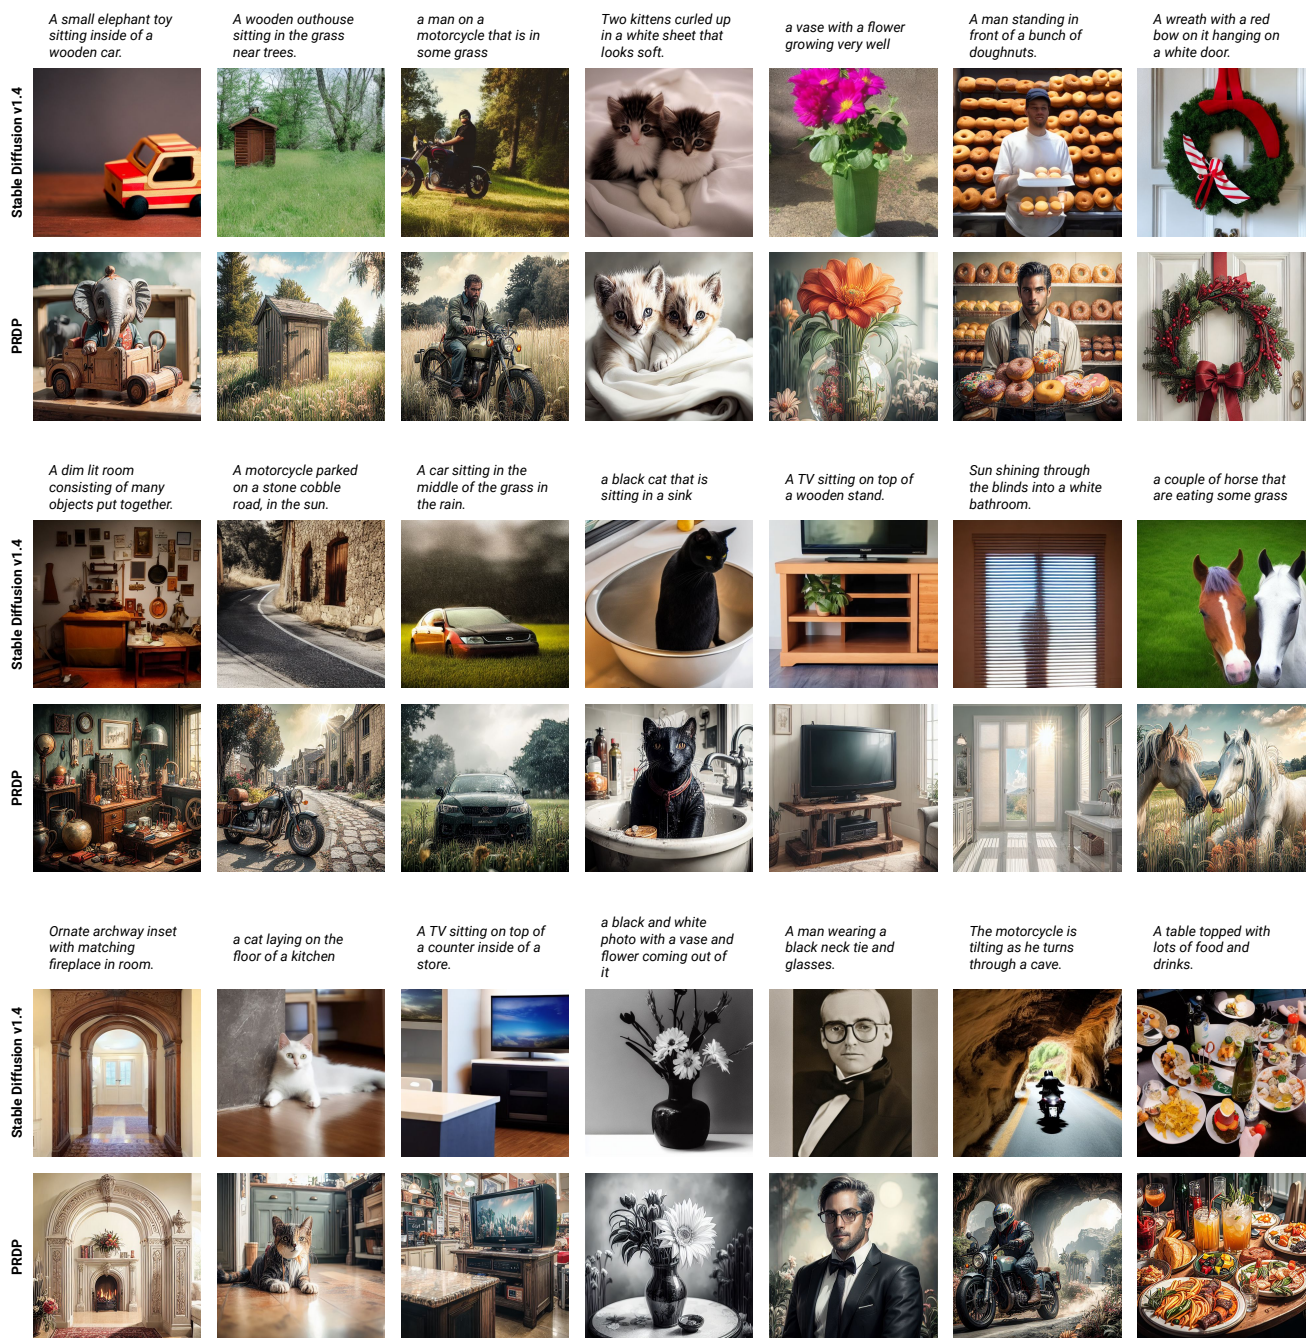 A small elephant toy
sitting inside of a
wooden car.
A wooden outhouse
sitting in the grass
near trees.
a man on a
motorcycle that is in
some grass
Two kittens curled up
in a white sheet that
looks soft.
a vase with a flower
growing very well
A man standing in
front of a bunch of
doughnuts.
A wreath with a red
bow on it hanging on
a white door.
Stable Diffusion v1.4
PRDP
A dim lit room
consisting of many
objects put together.
A motorcycle parked
on a stone cobble
road, in the sun.
A car sitting in the
middle of the grass in
the rain.
a black cat that is
sitting in a sink
A TV sitting on top of
a wooden stand.
Sun shining through
the blinds into a white
bathroom.
a couple of horse that
are eating some grass
Stable Diffusion v1.4
PRDP
Ornate archway inset
with matching
fireplace in room.
a cat laying on the
floor of a kitchen
A TV sitting on top of
a counter inside of a
store.
a black and white
photo with a vase and
flower coming out of
it
A man wearing a
black neck tie and
glasses.
The motorcycle is
tilting as he turns
through a cave.
A table topped with
lots of food and
drinks.
Stable Diffusion v1.4
PRDP